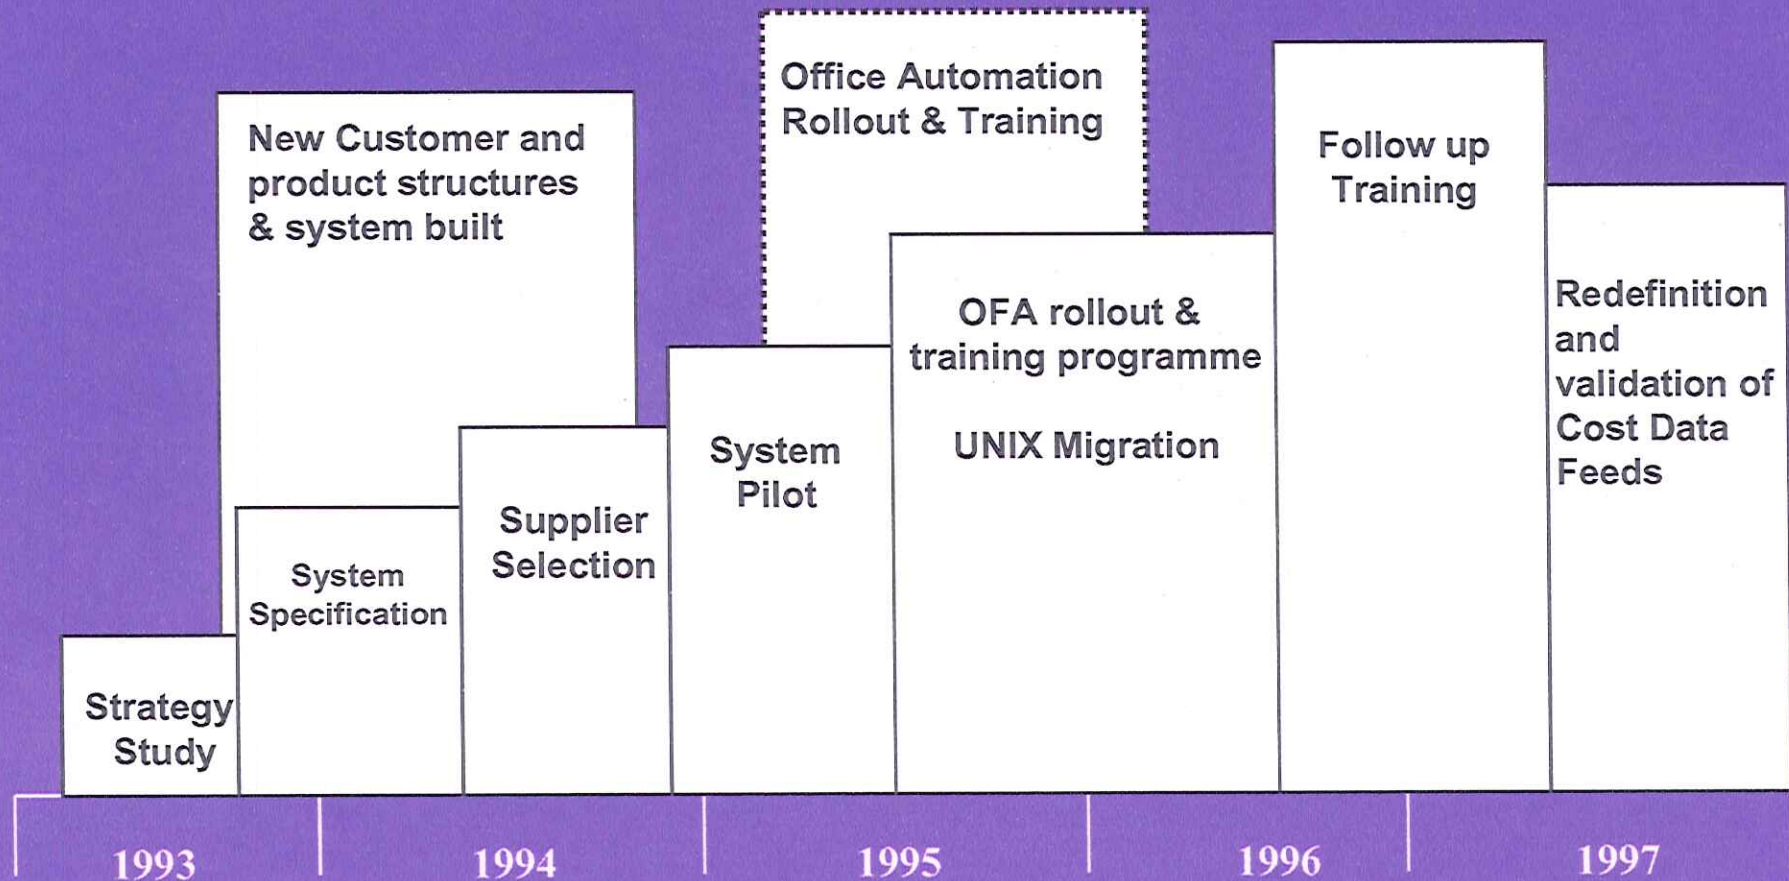 Office Automation
Rollout & Training
New Customer and
product structures
& system built
Follow up
Training
Redefinition
and
validation of
Cost Data
Feeds
OFA rollout &
training programme
UNIX Migration
System
Pilot
Supplier
Selection
System
Specification
Strategy
Study
1993
1994
1995
1996
1997